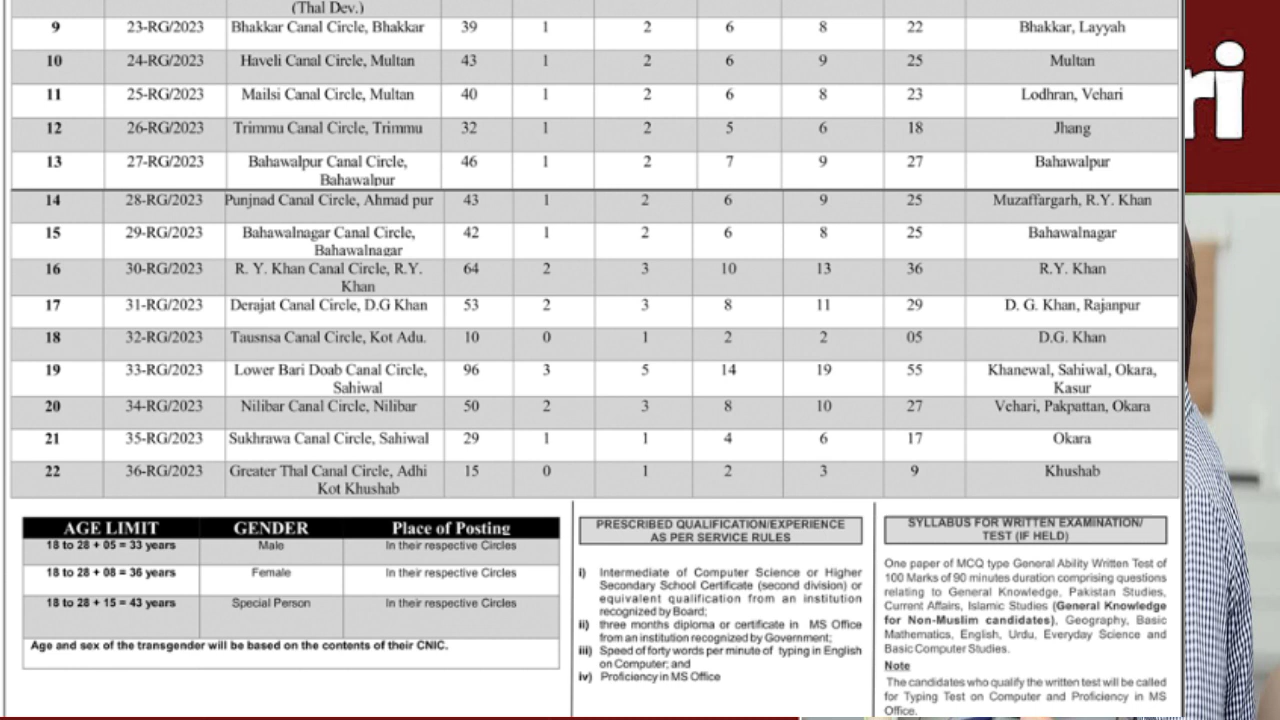 (Thal Dev.)
9 23-RG/2023 Bhakkar Canal Circle, Bhakkar 39 1 2 6 8 22 Bhakkar, Layyah
10 24-RG/2023 Haveli Canal Circle, Multan 43 1 2 6 9 25 Multan
11 25-RG/2023 Mailsi Canal Circle, Multan 40 1 2 6 8 23 Lodhran, Vehari
12 26-RG/2023 Trimmu Canal Circle, Trimmu 32 1 2 5 6 18 Jhang
13 27-RG/2023 Bahawalpur Canal Circle, 46 1 2 7 9 27 Bahawalpur
Bahawalpur
14 28-RG/2023 Punjnad Canal Circle, Ahmad pur 43 1 2 6 9 25 Muzaffargarh, R.Y. Khan
15 29-RG/2023 Bahawalnagar Canal Circle, 42 1 2 6 8 25 Bahawalnagar
Bahawalnagar
16 30-RG/2023 R. Y. Khan Canal Circle, R.Y. 64 2 3 10 13 36 R.Y. Khan
Khan
17 31-RG/2023 Derajat Canal Circle, D.G Khan 53 2 3 8 11 29 D. G. Khan, Rajanpur
18 32-RG/2023 Tausnsa Canal Circle, Kot Adu. 10 0 1 2 2 05 D.G. Khan
19 33-RG/2023 Lower Bari Doab Canal Circle, 96 3 5 14 19 55 Khanewal, Sahiwal, Okara,
Sahiwal Kasur
20 34-RG/2023 Nilibar Canal Circle, Nilibar 50 2 3 8 10 27 Vehari, Pakpattan, Okara
21 35-RG/2023 Sukhrawa Canal Circle, Sahiwal 29 1 1 4 6 17 Okara
22 36-RG/2023 Greater Thal Canal Circle, Adhi 15 0 1 2 3 9 Khushab
Kot Khushab
AGE LIMIT GENDER Place of Posting
18 to 28 + 05 = 33 years Male In their respective Circles
18 to 28 + 08 = 36 years Female In their respective Circles
18 to 28 + 15 = 43 years Special Person In their respective Circles
Age and sex of the transgender will be based on the contents of their CNIC.
PRESCRIBED QUALIFICATION/EXPERIENCE
AS PER SERVICE RULES
i) Intermediate of Computer Science or Higher
Secondary School Certificate (second division) or
equivalent qualification from an institution
recognized by Board;
ii) three months diploma or certificate in MS Office
from an institution recognized by Government;
iii) Speed of forty words per minute of typing in English
on Computer; and
iv) Proficiency in MS Office
SYLLABUS FOR WRITTEN EXAMINATION/
TEST (IF HELD)
One paper of MCQ type General Ability Written Test of
100 Marks of 90 minutes duration comprising questions
relating to General Knowledge, Pakistan Studies,
Current Affairs, Islamic Studies (General Knowledge
for Non-Muslim candidates), Geography, Basic
Mathematics, English, Urdu, Everyday Science and
Basic Computer Studies.
Note
The candidates who qualify the written test will be called
for Typing Test on Computer and Proficiency in MS
Office.
ri